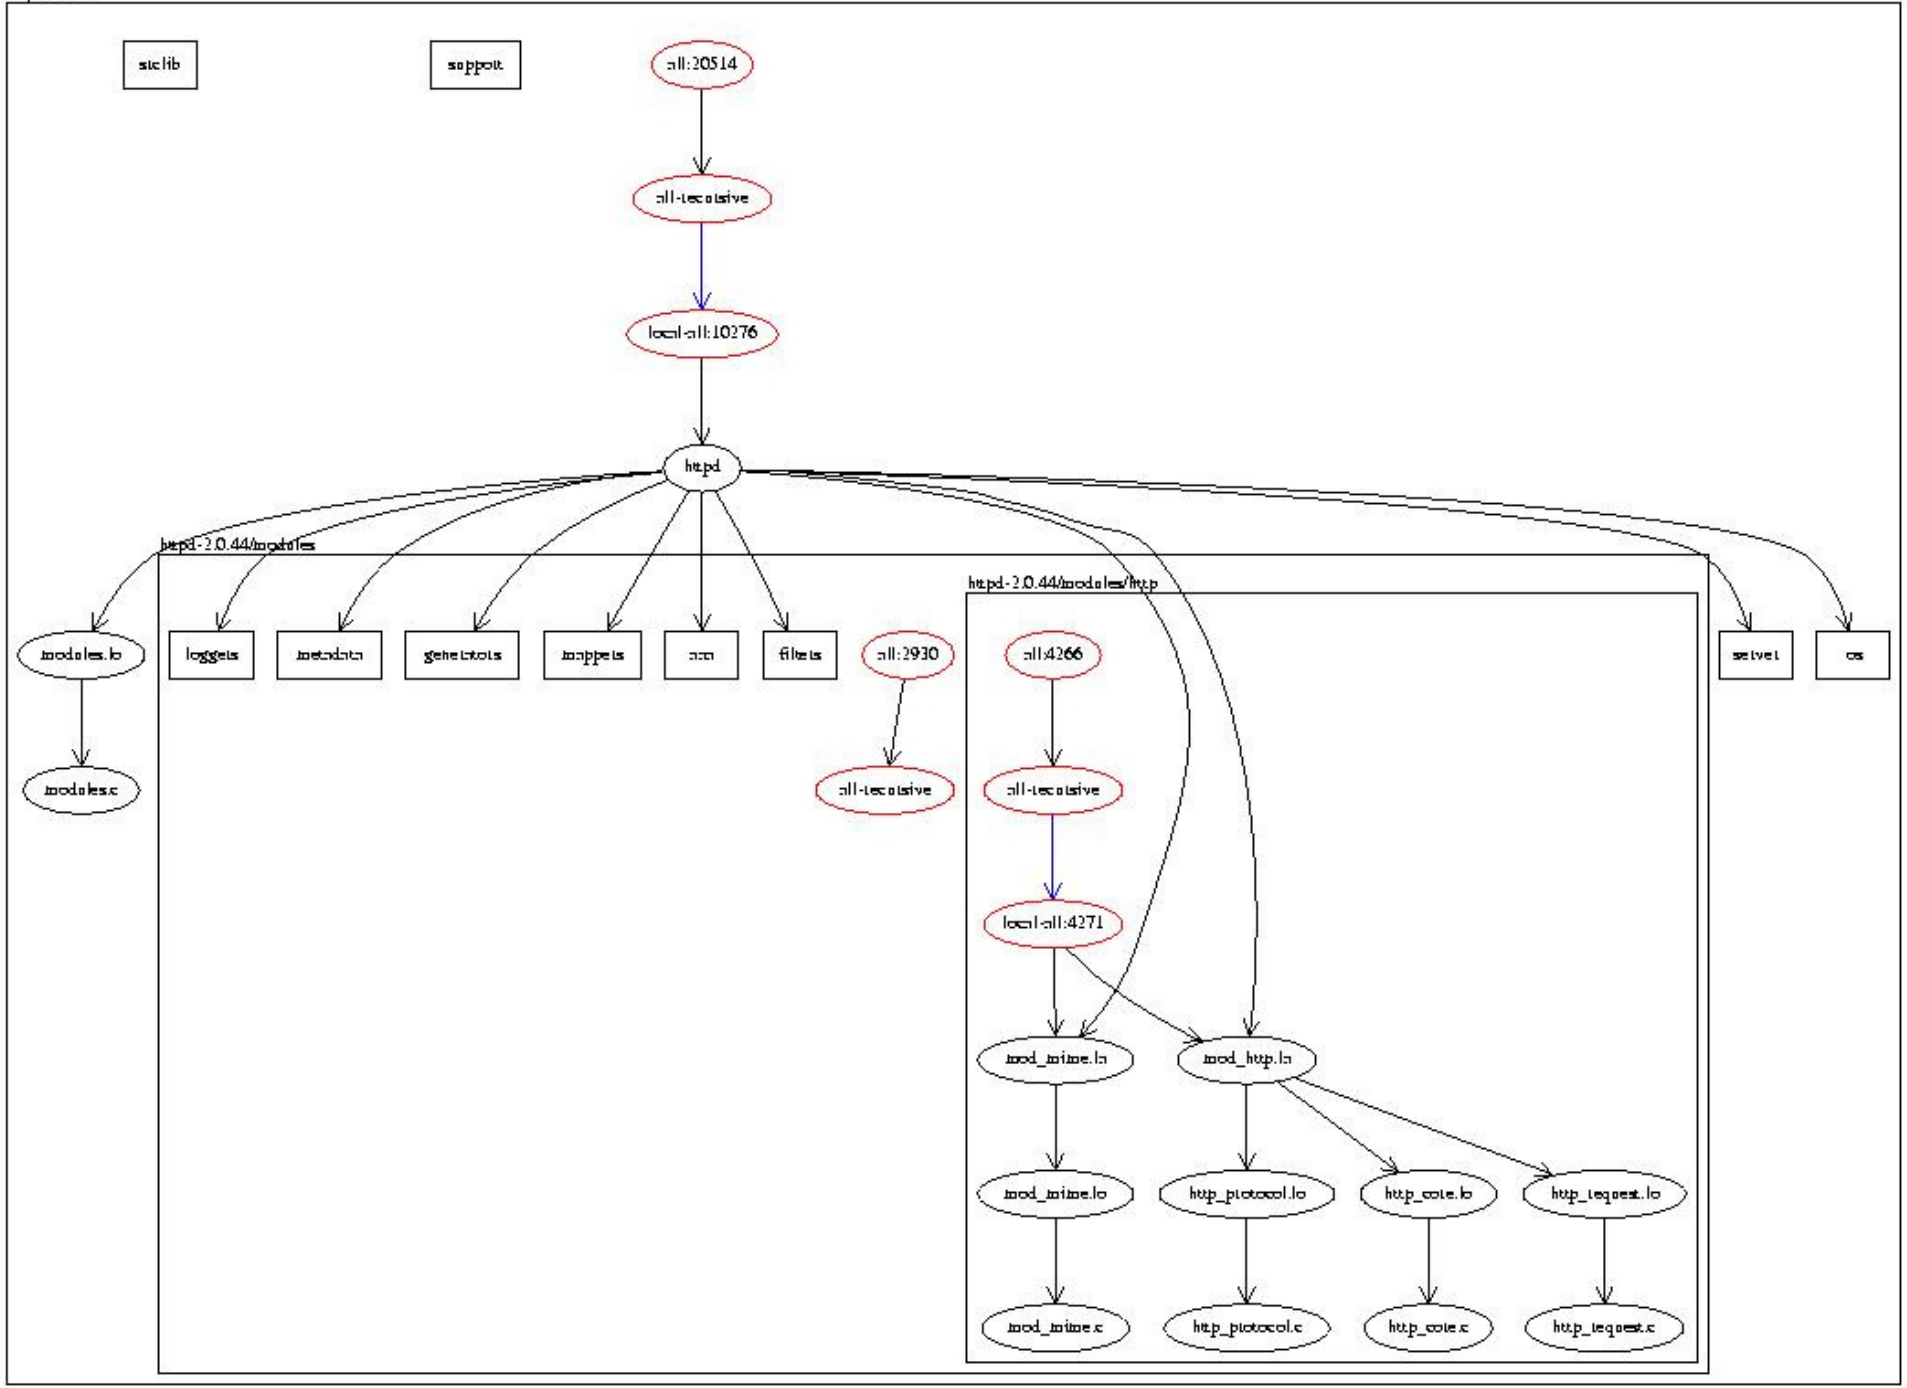 srclib
support
all:20514
all-recursive
local-all:10276
httpd
httpd-2.0.44/modules
httpd-2.0.44/modules/http
modules.lo
loggers
metadata
generators
mappers
aaa
filters
all:2930
all:4266
server
os
modules.c
all-recursive
all-recursive
local-all:4271
mod_mime.la
mod_http.la
mod_mime.lo
http_protocol.lo
http_core.lo
http_request.lo
mod_mime.c
http_protocol.c
http_core.c
http_request.c